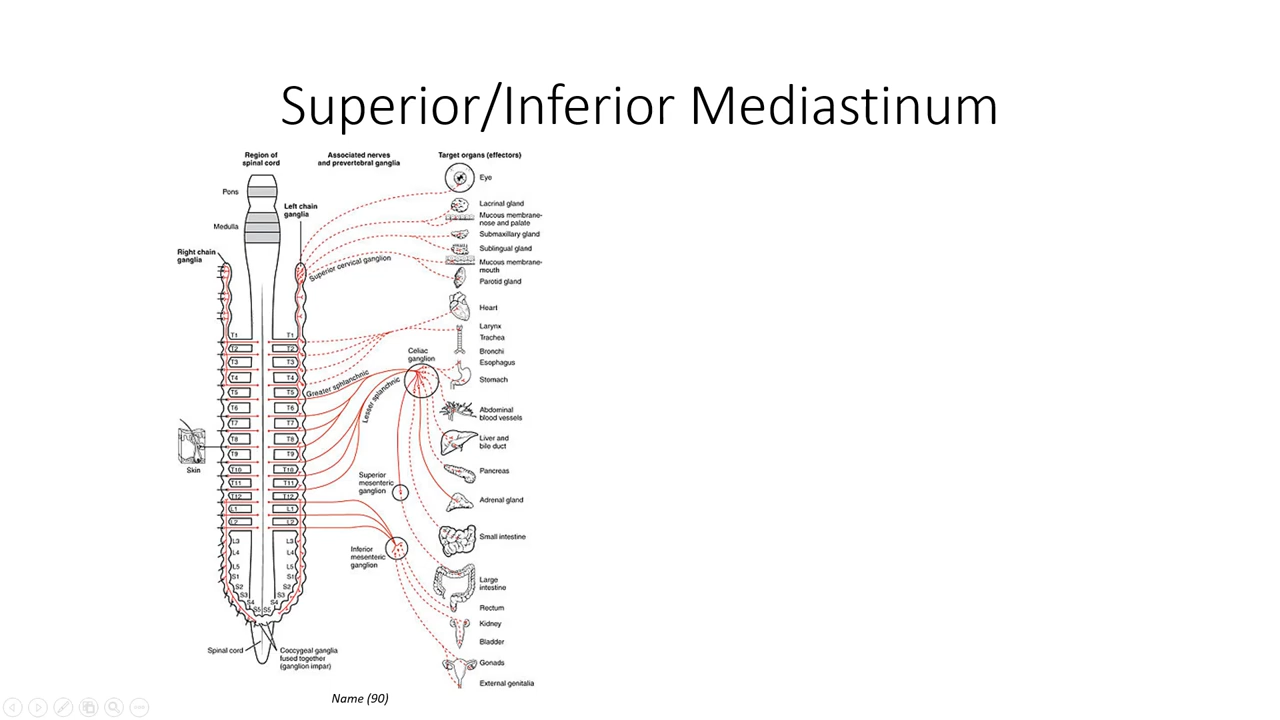 Superior/Inferior Mediastinum
Region of
spinal cord
Associated nerves
and prevertebral ganglia
Target organs (effectors)
Pons
Medulla
Left chain
ganglia
Right chain
ganglia
Superior cervical ganglion
Eye
Lacrinal gland
Mucous membrane-
nose and palate
Submaxillary gland
Sublingual gland
Mucous membrane-
mouth
Parotid gland
Heart
Larynx
Trachea
Bronchi
Esophagus
Stomach
Abdominal
blood vessels
Liver and
bile duct
Pancreas
Adrenal gland
Small intestine
Large
intestine
Rectum
Kidney
Bladder
Gonads
External genitalia
Celiac
ganglion
Greater sphlanchnic
Lesser splanchnic
Superior
mesenteric
ganglion
Inferior
mesenteric
ganglion
T1 T1
T2 T2
T3 T3
T4 T4
T5 T5
T6 T6
T7 T7
T8 T8
T9 T9
T10 T10
T11 T11
T12 T12
L1 L1
L2 L2
L3 L3
L4 L4
L5 L5
S1 S1
S2 S2
S3 S3
S4 S4
S5 S5
Skin
Spinal cord
Coccygeal ganglia
fused together
(ganglion impar)
Name (90)